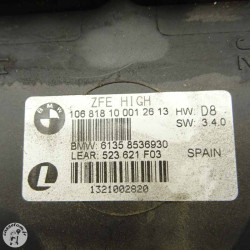 ZFE HIGH
106 818 10 001 26 13 HW: D8
SW: 3.4.0
BMW: 6135 8536930
LEAR: 523 621 F03
SPAIN
L
1321002820